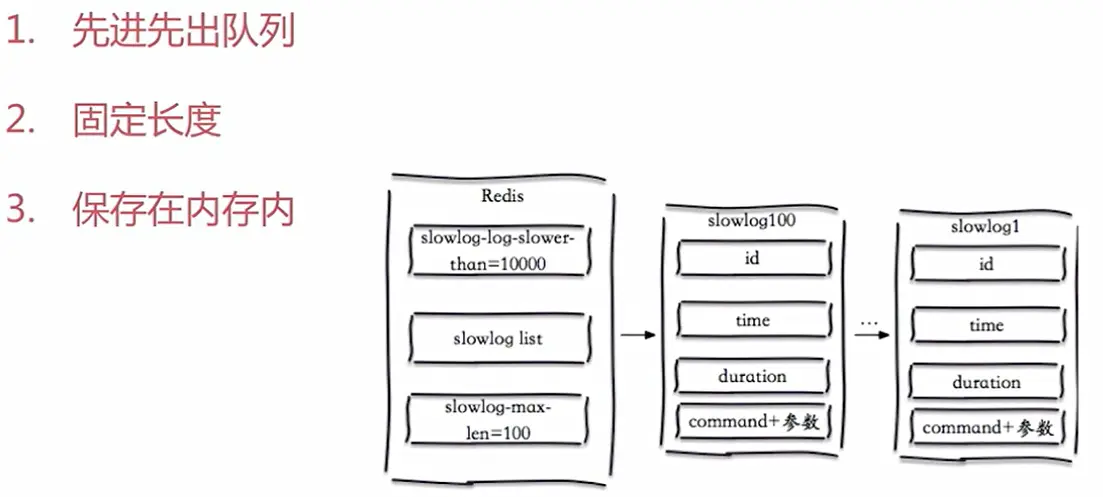 1. 先进先出队列
2. 固定长度
3. 保存在内存内
Redis
slowlog-log-slower-
than=10000
slowlog list
slowlog-max-
len=100
slowlog100
id
time
duration
command+参数
...
slowlog1
id
time
duration
command+参数